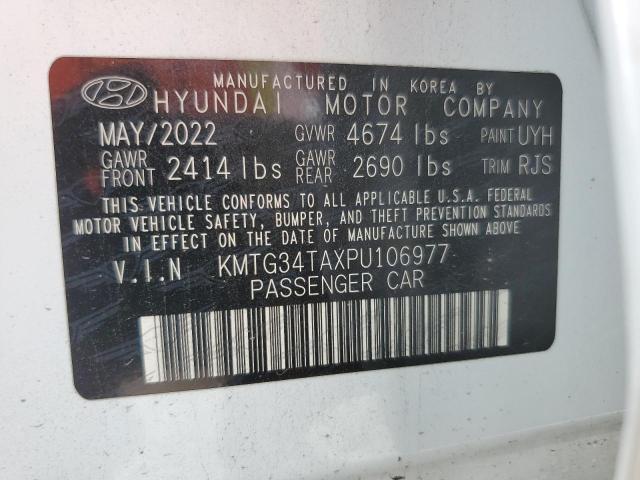 MANUFACTURED IN KOREA BY
HYUNDAI MOTOR COMPANY
MAY/2022 GVWR 4674 lbs PAINT UYH
GAWR FRONT 2414 lbs GAWR REAR 2690 lbs TRIM RJS
THIS VEHICLE CONFORMS TO ALL APPLICABLE U.S.A. FEDERAL
MOTOR VEHICLE SAFETY, BUMPER, AND THEFT PREVENTION STANDARDS
IN EFFECT ON THE DATE OF MANUFACTURE SHOWN ABOVE.
V.I.N KMTG34TAXPU106977
PASSENGER CAR